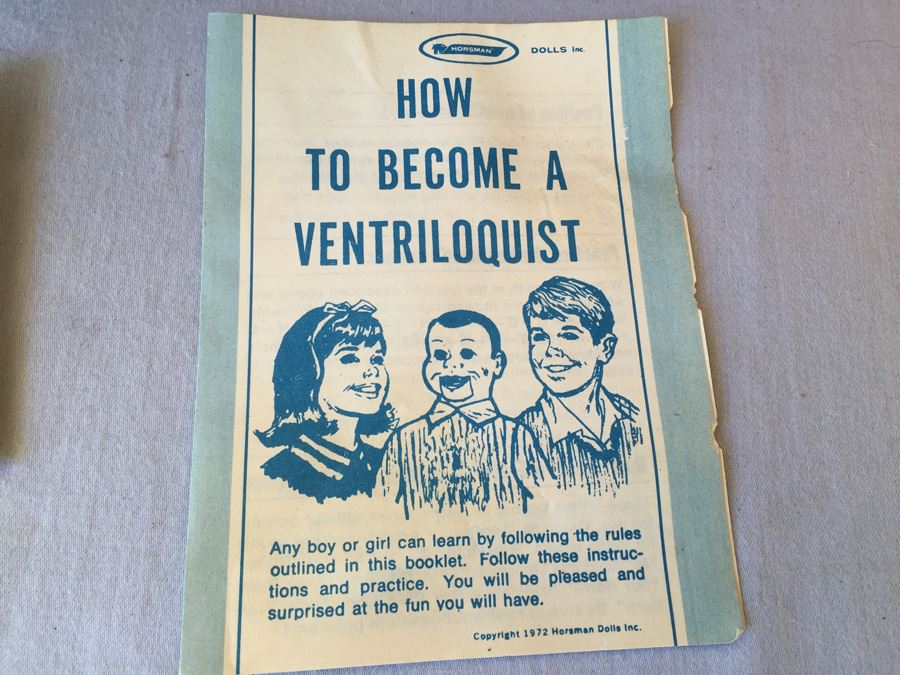 HORSMAN DOLLS Inc.
HOW
TO BECOME A
VENTRILOQUIST
Any boy or girl can learn by following the rules
outlined in this booklet. Follow these instruc-
tions and practice. You will be pleased and
surprised at the fun you will have.
Copyright 1972 Horsman Dolls Inc.